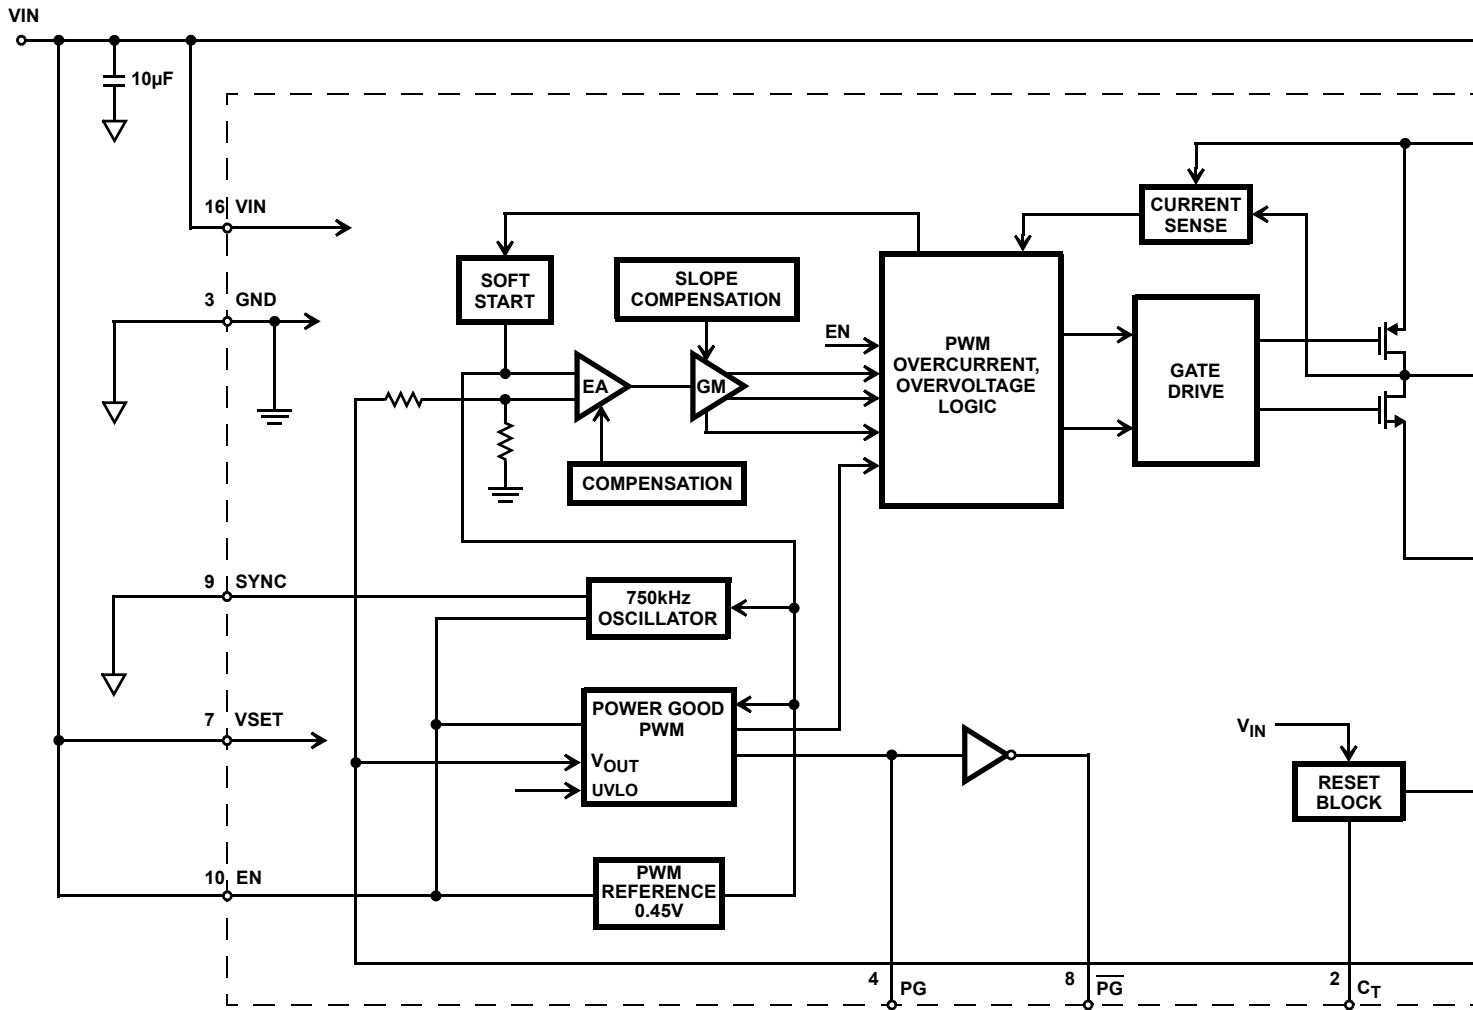 VIN
10µF
16 VIN
CURRENT
SENSE
SOFT
START
SLOPE
COMPENSATION
3 GND
EN
PWM
OVERCURRENT,
OVERVOLTAGE
LOGIC
GATE
DRIVE
EA
GM
COMPENSATION
9 SYNC
750kHz
OSCILLATOR
7 VSET
POWER GOOD
PWM
VOUT
UVLO
VIN
RESET
BLOCK
10 EN
PWM
REFERENCE
0.45V
4 PG
8 P̅G̅
2 CT